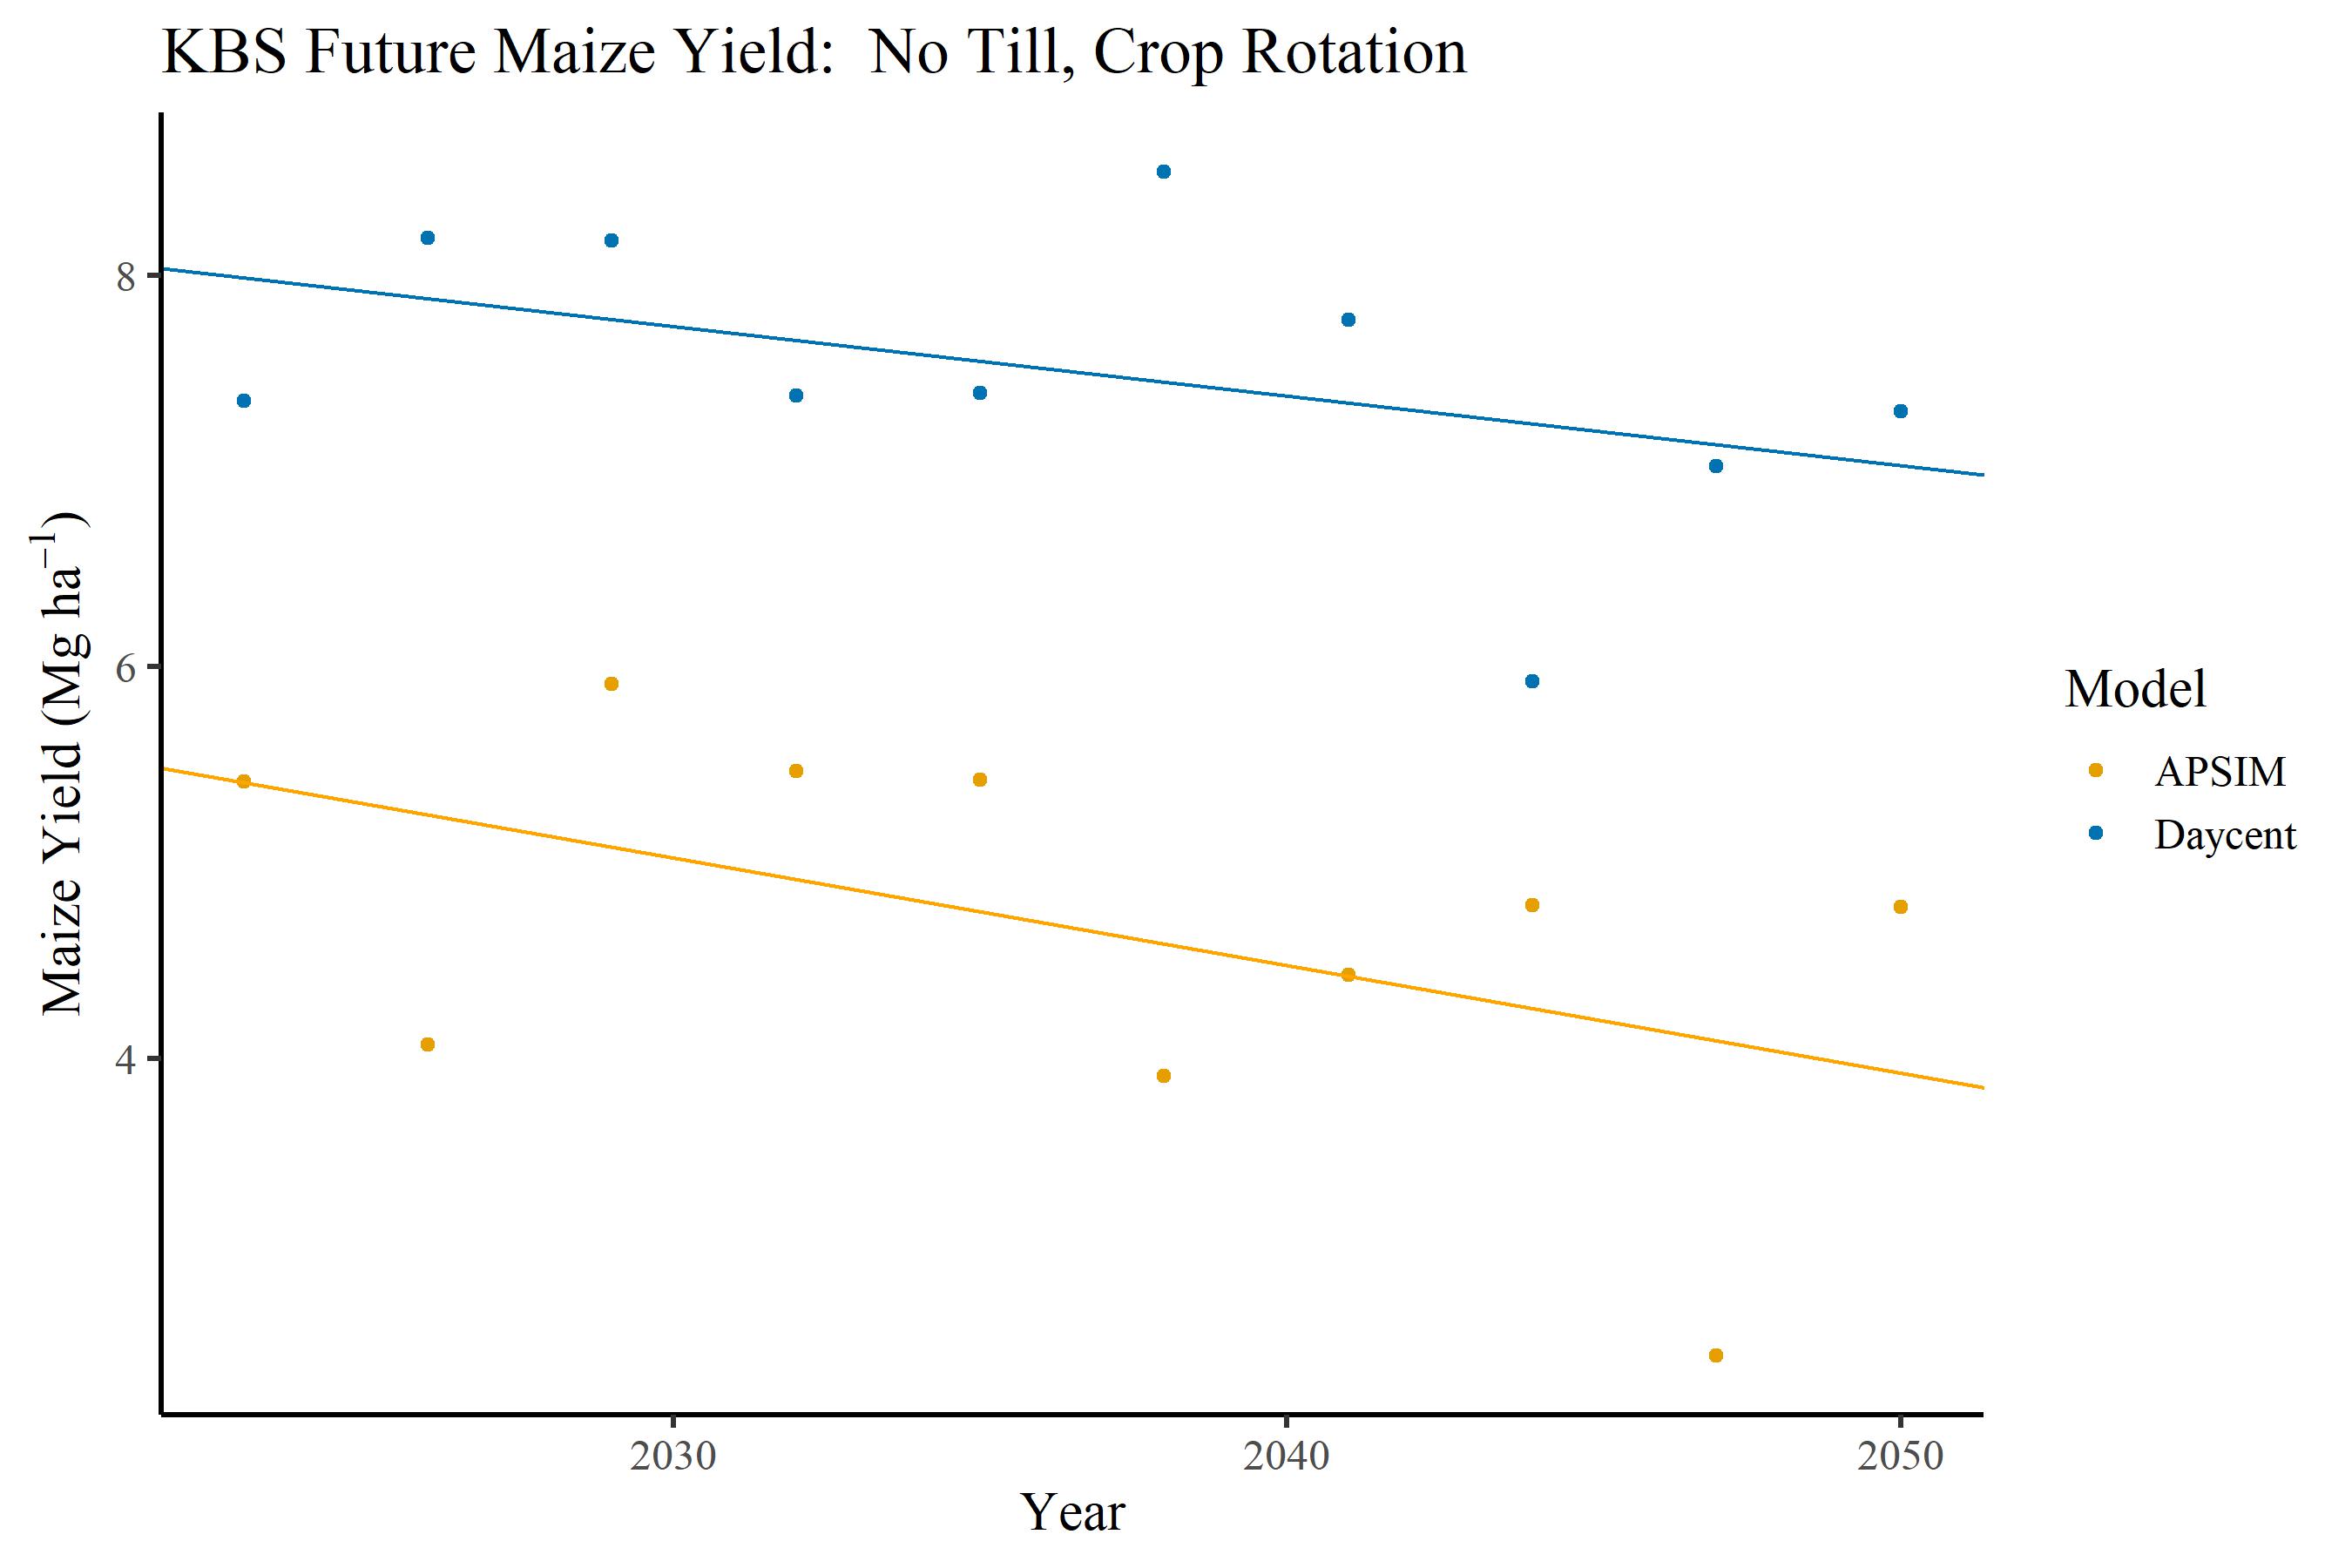 KBS Future Maize Yield:  No Till, Crop Rotation
8
6
4
Maize Yield (Mg ha⁻¹)
2030
2040
2050
Year
Model
APSIM
Daycent